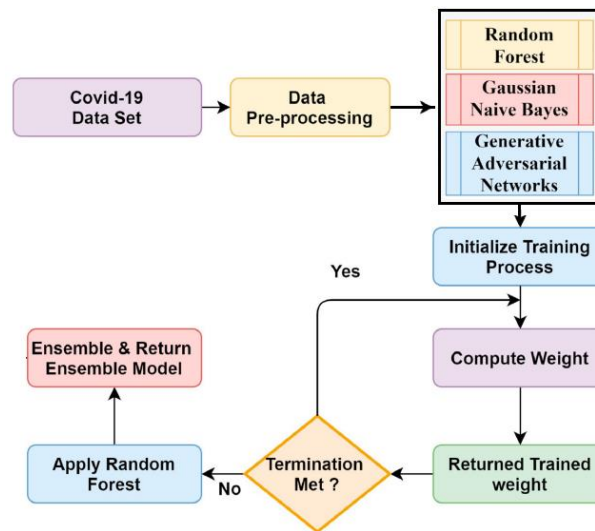 Covid-19
Data Set
Data
Pre-processing
Random
Forest
Gaussian
Naive Bayes
Generative
Adversarial
Networks
Initialize Training
Process
Yes
Compute Weight
Returned Trained
weight
Termination
Met ?
No
Apply Random
Forest
Ensemble & Return
Ensemble Model